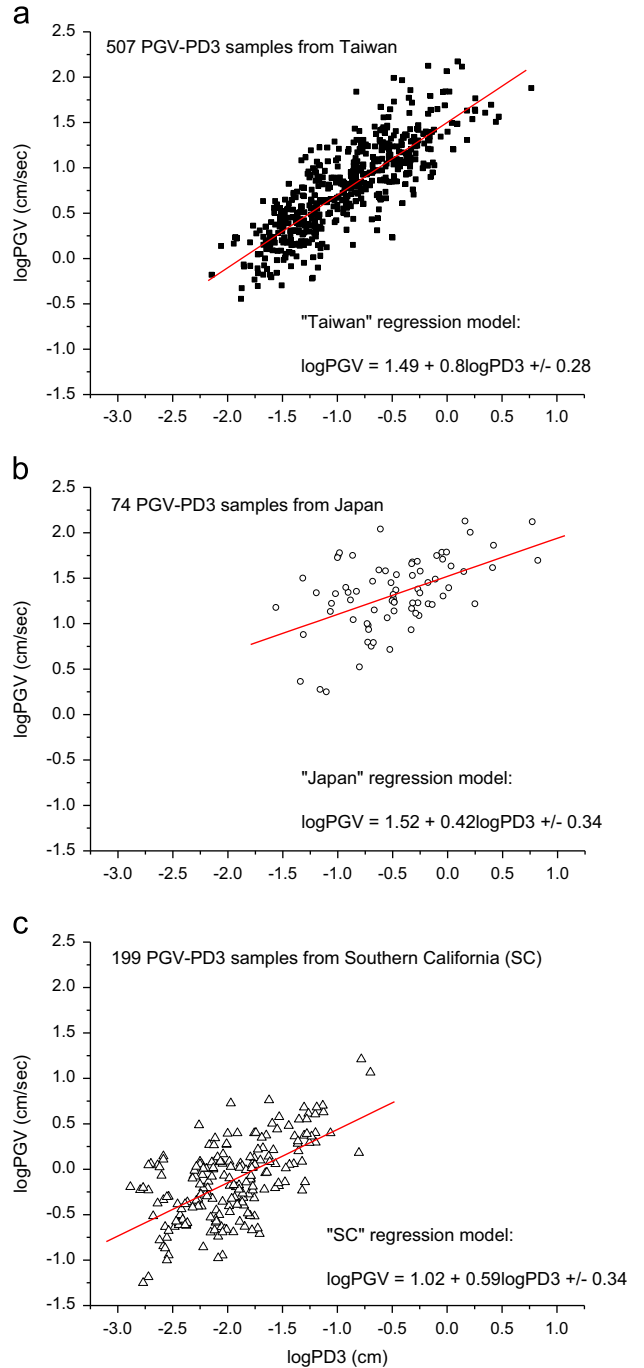 a
507 PGV-PD3 samples from Taiwan
2.5
2.0
1.5
1.0
0.5
0.0
-0.5
-1.0
-1.5
logPGV (cm/sec)
"Taiwan" regression model:
logPGV = 1.49 + 0.8logPD3 +/- 0.28
-3.0 -2.5 -2.0 -1.5 -1.0 -0.5 0.0 0.5 1.0
b
74 PGV-PD3 samples from Japan
2.5
2.0
1.5
1.0
0.5
0.0
-0.5
-1.0
-1.5
logPGV (cm/sec)
"Japan" regression model:
logPGV = 1.52 + 0.42logPD3 +/- 0.34
-3.0 -2.5 -2.0 -1.5 -1.0 -0.5 0.0 0.5 1.0
c
199 PGV-PD3 samples from Southern California (SC)
2.5
2.0
1.5
1.0
0.5
0.0
-0.5
-1.0
-1.5
logPGV (cm/sec)
"SC" regression model:
logPGV = 1.02 + 0.59logPD3 +/- 0.34
-3.0 -2.5 -2.0 -1.5 -1.0 -0.5 0.0 0.5 1.0
logPD3 (cm)